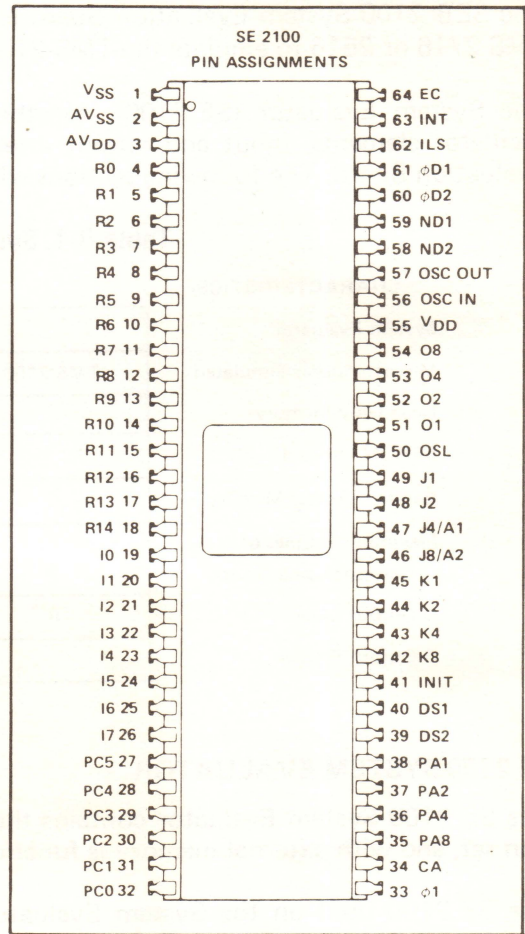 SE 2100
PIN ASSIGNMENTS
VSS 1
AVSS 2
AVDD 3
R0 4
R1 5
R2 6
R3 7
R4 8
R5 9
R6 10
R7 11
R8 12
R9 13
R10 14
R11 15
R12 16
R13 17
R14 18
I0 19
I1 20
I2 21
I3 22
I4 23
I5 24
I6 25
I7 26
PC5 27
PC4 28
PC3 29
PC2 30
PC1 31
PC0 32
64 EC
63 INT
62 ILS
61 φD1
60 φD2
59 ND1
58 ND2
57 OSC OUT
56 OSC IN
55 VDD
54 O8
53 O4
52 O2
51 O1
50 OSL
49 J1
48 J2
47 J4/A1
46 J8/A2
45 K1
44 K2
43 K4
42 K8
41 INIT
40 DS1
39 DS2
38 PA1
37 PA2
36 PA4
35 PA8
34 CA
33 φ1